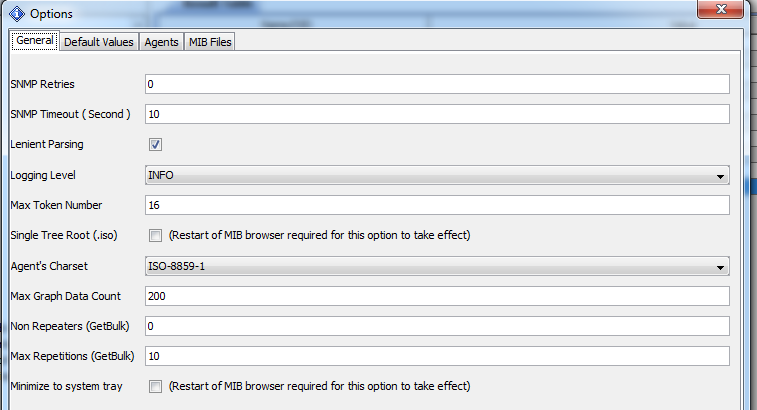 Options
General Default Values Agents MIB Files
SNMP Retries 0
SNMP Timeout ( Second ) 10
Lenient Parsing
Logging Level INFO
Max Token Number 16
Single Tree Root (.iso) (Restart of MIB browser required for this option to take effect)
Agent's Charset ISO-8859-1
Max Graph Data Count 200
Non Repeaters (GetBulk) 0
Max Repetitions (GetBulk) 10
Minimize to system tray (Restart of MIB browser required for this option to take effect)